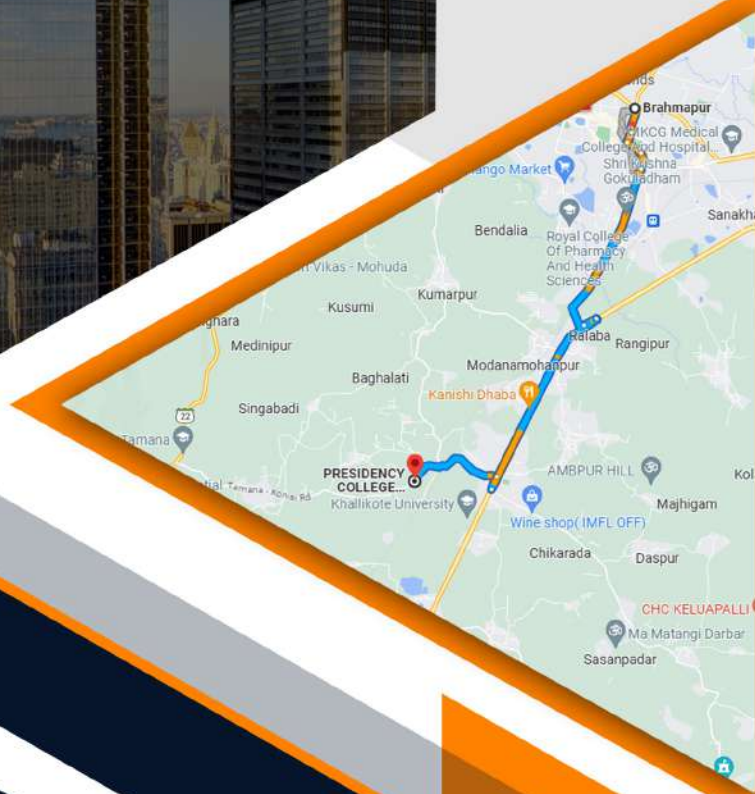 Brahmapur
MKCG Medical
College And Hospital...
Shri Krishna
Gokuladham
Market
Sanakh
Bendalia
Royal College
Of Pharmacy
And Health
Sciences
Vikas - Mohuda
Kusumi
Kumarpur
Medinipur
Ralaba
Rangipur
Modanamohanpur
Baghalati
Kanishi Dhaba
Singabadi
22
Tamana
PRESIDENCY
COLLEGE...
Tamana - Konisi Rd
Khallikote University
AMBPUR HILL
Kol
Majhigam
Wine shop( IMFL OFF)
Chikarada
Daspur
CHC KELUAPALLI
Ma Matangi Darbar
Sasanpadar